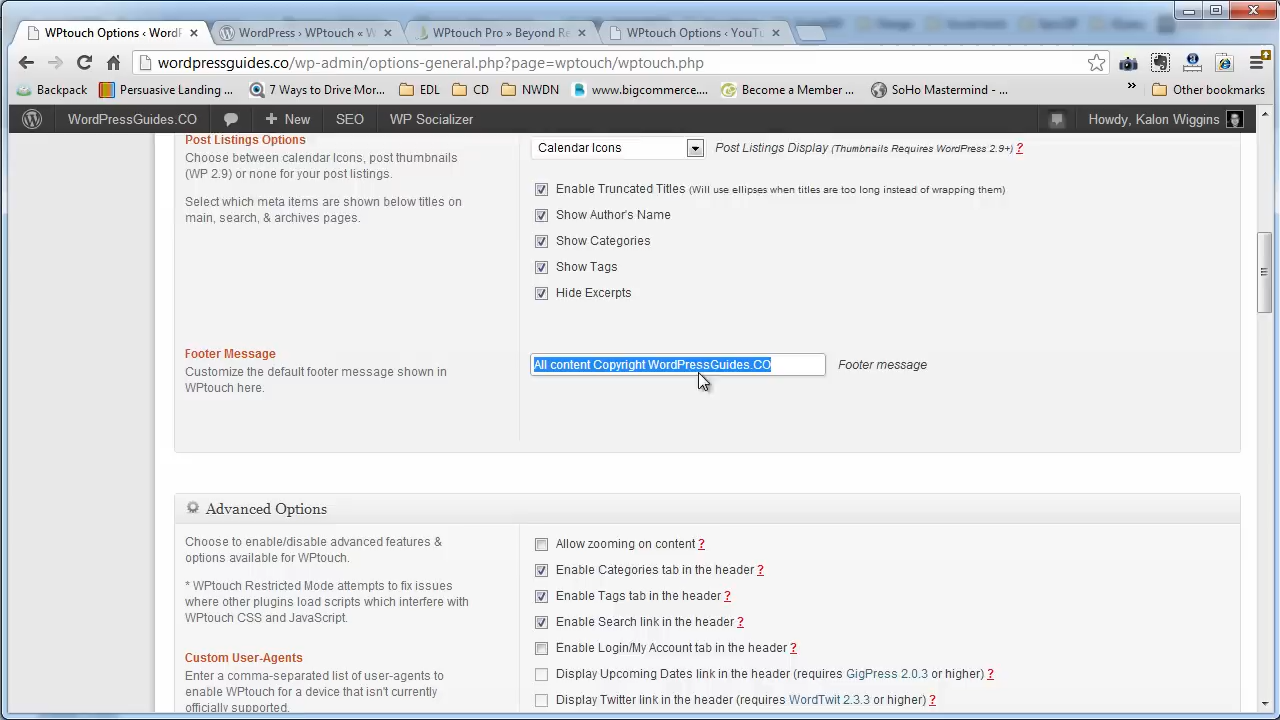 WPtouch Options ‹ WordF
WordPress › WPtouch « \
WPtouch Pro » Beyond Re
WPtouch Options ‹ YouTu
wordpressguides.co/wp-admin/options-general.php?page=wptouch/wptouch.php
Backpack
Persuasive Landing ...
7 Ways to Drive Mor...
EDL
CD
NWDN
www.bigcommerce....
Become a Member ...
SoHo Mastermind - ...
»
Other bookmarks
WordPressGuides.CO
+ New
SEO
WP Socializer
Howdy, Kalon Wiggins
Post Listings Options
Choose between calendar Icons, post thumbnails
(WP 2.9) or none for your post listings.
Select which meta items are shown below titles on
main, search, & archives pages.
Calendar Icons
Post Listings Display (Thumbnails Requires WordPress 2.9+) ?
Enable Truncated Titles (Will use ellipses when titles are too long instead of wrapping them)
Show Author's Name
Show Categories
Show Tags
Hide Excerpts
Footer Message
Customize the default footer message shown in
WPtouch here.
All content Copyright WordPressGuides.CO
Footer message
Advanced Options
Choose to enable/disable advanced features &
options available for WPtouch.
* WPtouch Restricted Mode attempts to fix issues
where other plugins load scripts which interfere with
WPtouch CSS and JavaScript.
Custom User-Agents
Enter a comma-separated list of user-agents to
enable WPtouch for a device that isn't currently
officially supported.
Allow zooming on content ?
Enable Categories tab in the header ?
Enable Tags tab in the header ?
Enable Search link in the header ?
Enable Login/My Account tab in the header ?
Display Upcoming Dates link in the header (requires GigPress 2.0.3 or higher) ?
Display Twitter link in the header (requires WordTwit 2.3.3 or higher) ?